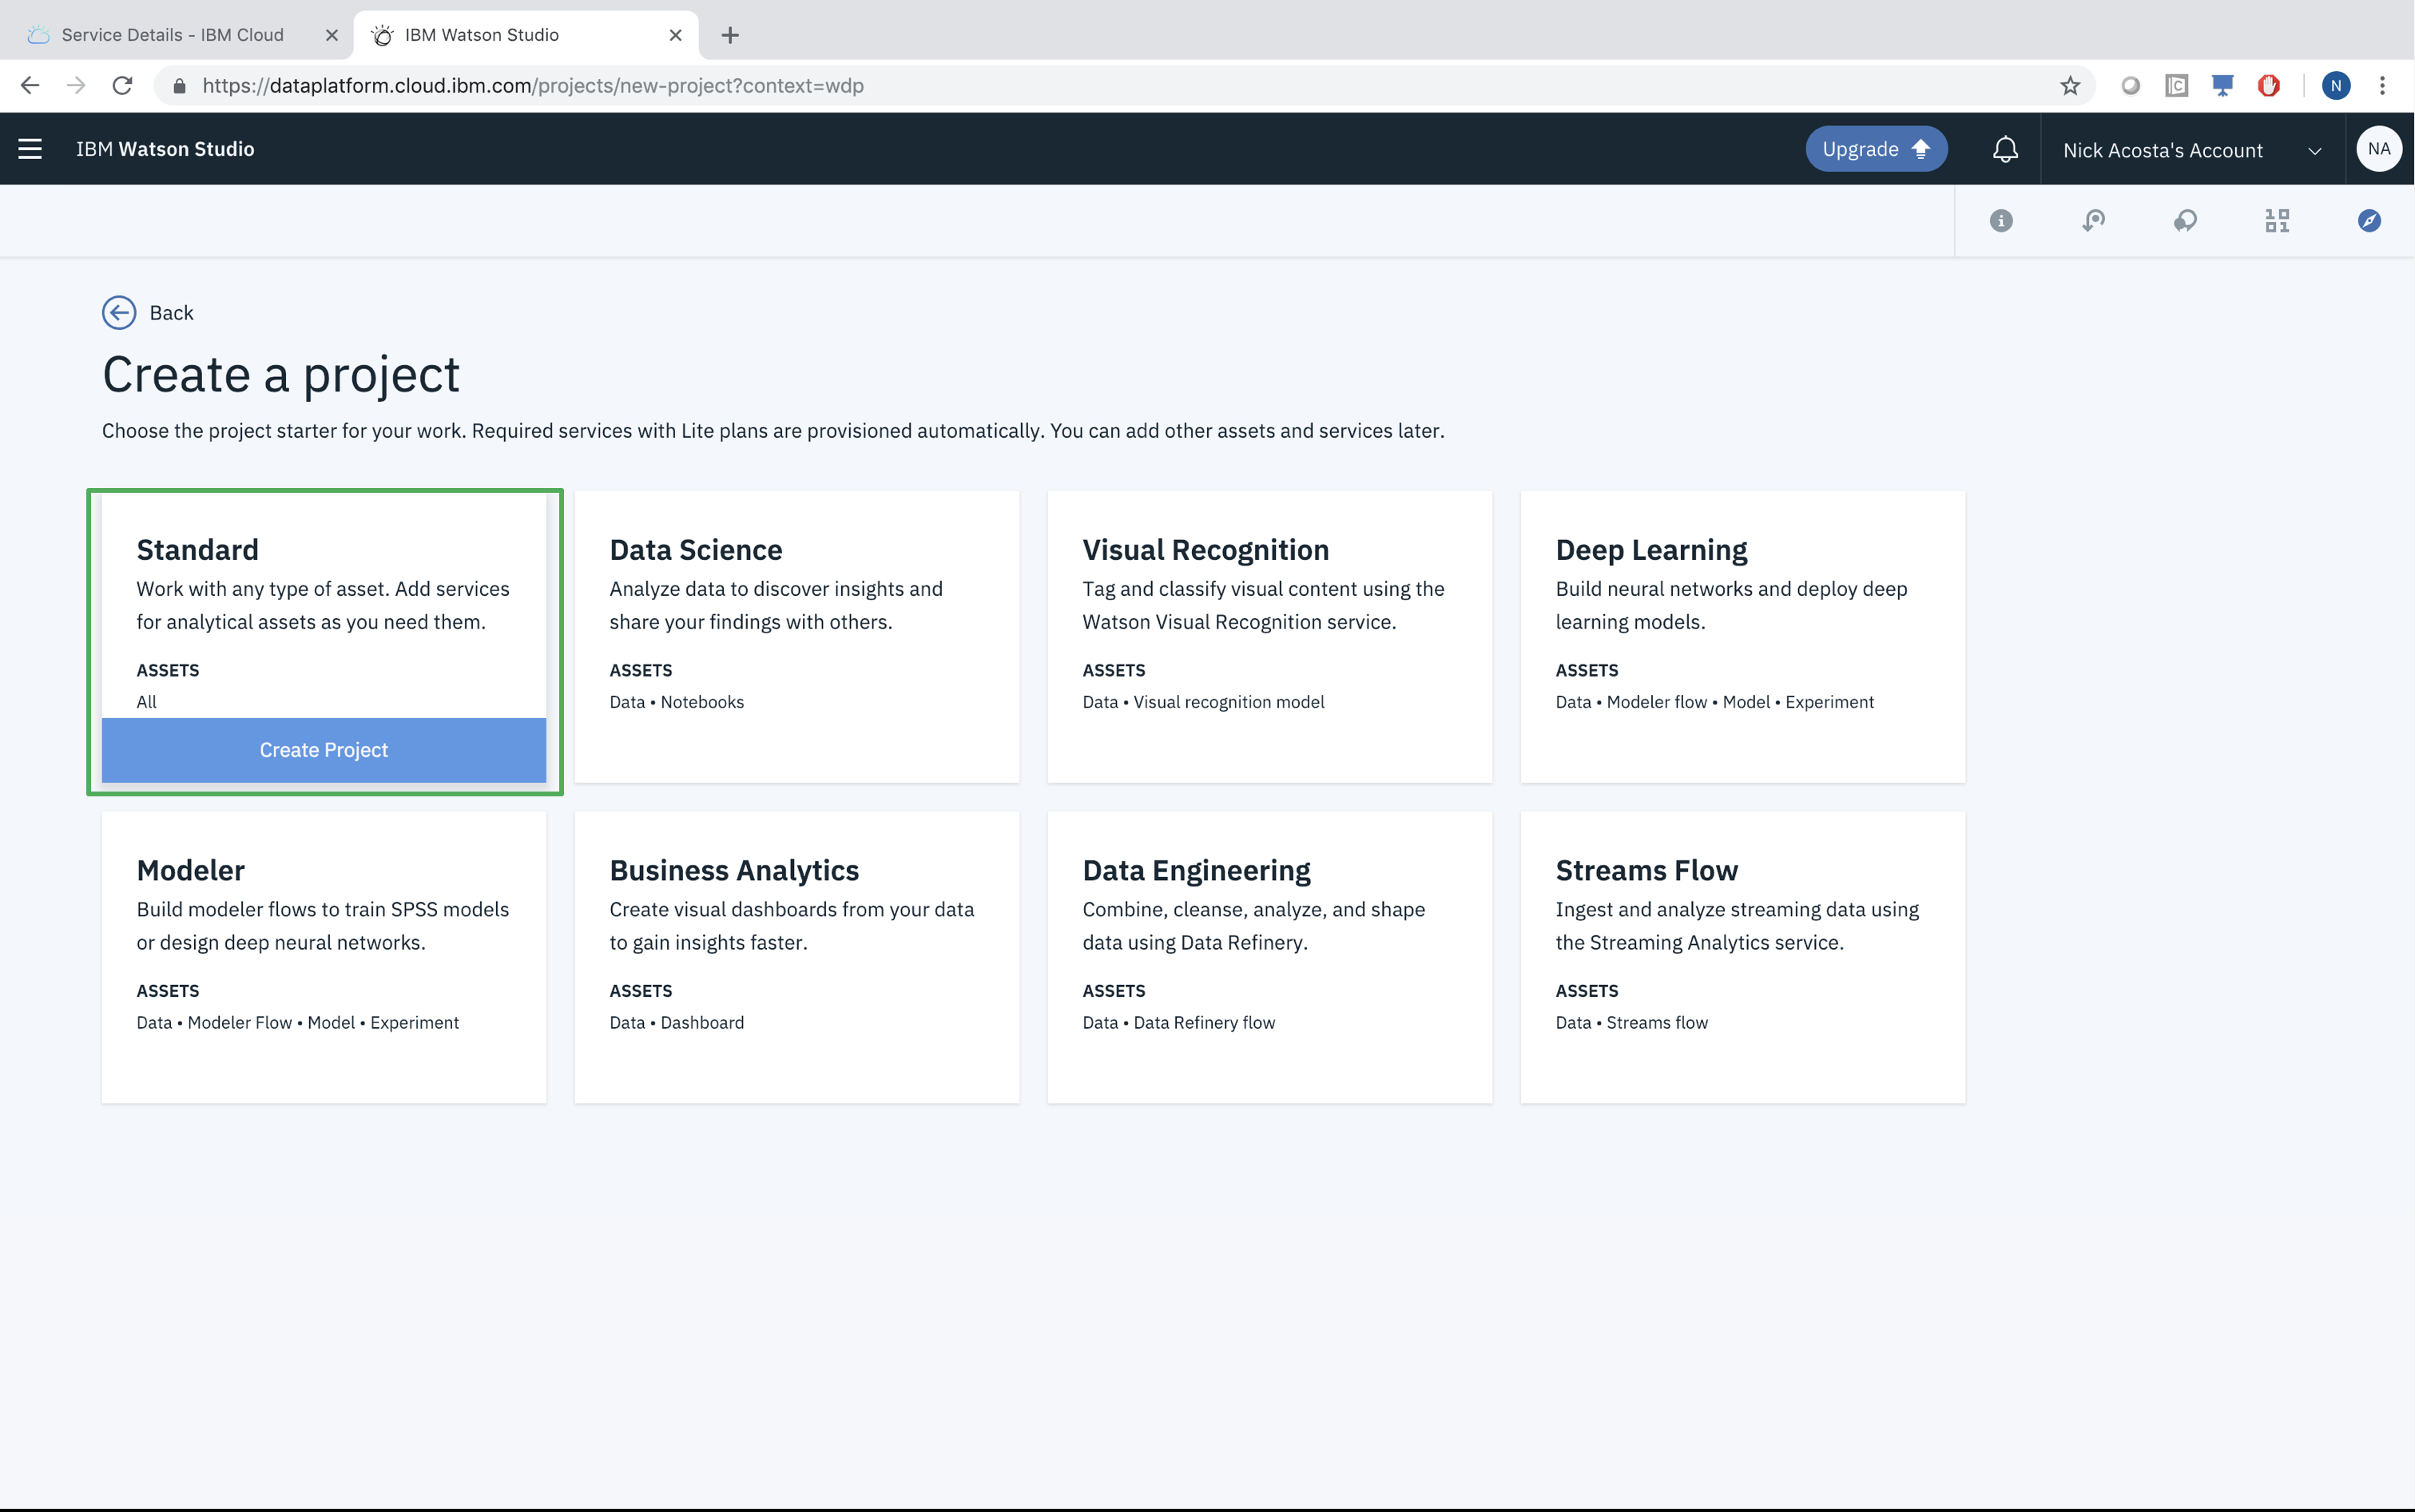 Service Details - IBM Cloud
IBM Watson Studio
https://dataplatform.cloud.ibm.com/projects/new-project?context=wdp
N
IBM Watson Studio
Upgrade
Nick Acosta's Account
NA
Back
Create a project
Choose the project starter for your work. Required services with Lite plans are provisioned automatically. You can add other assets and services later.
Standard
Work with any type of asset. Add services
for analytical assets as you need them.
ASSETS
All
Create Project
Data Science
Analyze data to discover insights and
share your findings with others.
ASSETS
Data • Notebooks
Visual Recognition
Tag and classify visual content using the
Watson Visual Recognition service.
ASSETS
Data • Visual recognition model
Deep Learning
Build neural networks and deploy deep
learning models.
ASSETS
Data • Modeler flow • Model • Experiment
Modeler
Build modeler flows to train SPSS models
or design deep neural networks.
ASSETS
Data • Modeler Flow • Model • Experiment
Business Analytics
Create visual dashboards from your data
to gain insights faster.
ASSETS
Data • Dashboard
Data Engineering
Combine, cleanse, analyze, and shape
data using Data Refinery.
ASSETS
Data • Data Refinery flow
Streams Flow
Ingest and analyze streaming data using
the Streaming Analytics service.
ASSETS
Data • Streams flow